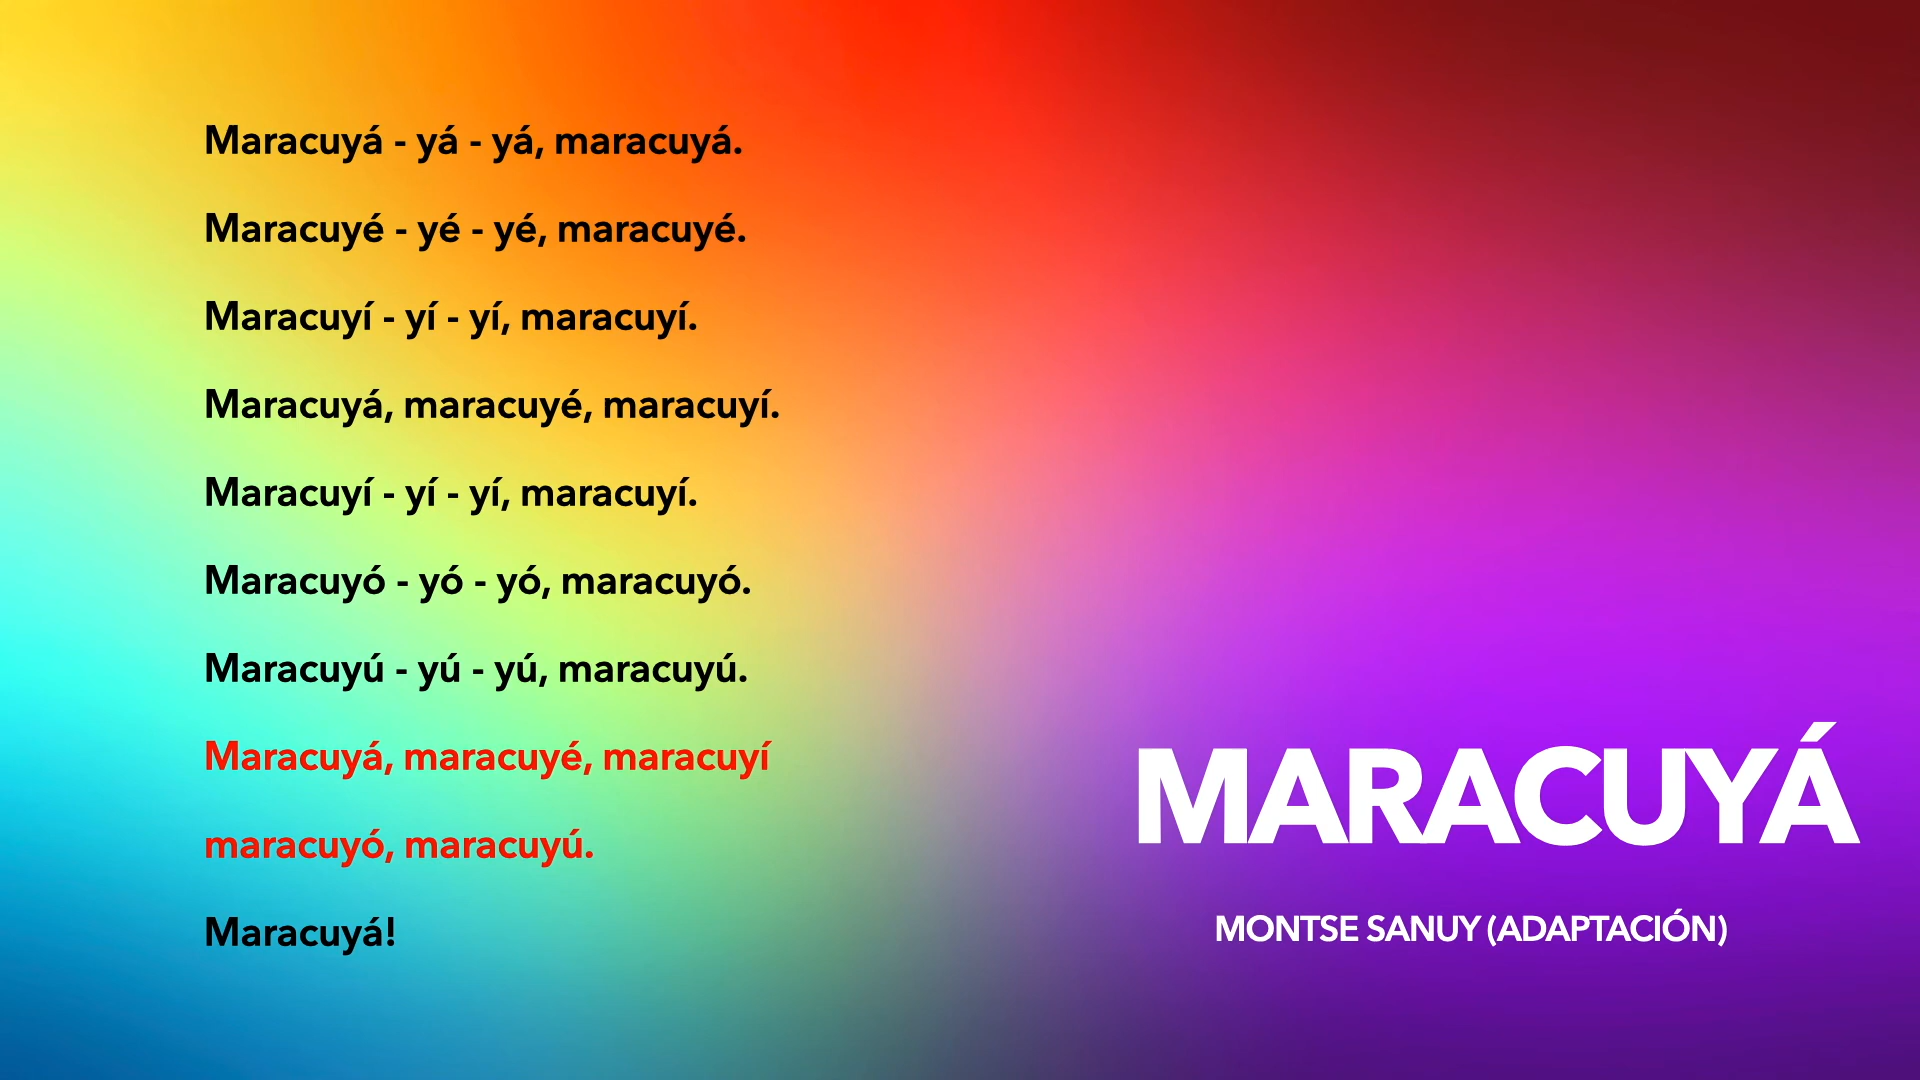 Maracuyá - yá - yá, maracuyá.
Maracuyé - yé - yé, maracuyé.
Maracuyí - yí - yí, maracuyí.
Maracuyá, maracuyé, maracuyí.
Maracuyí - yí - yí, maracuyí.
Maracuyó - yó - yó, maracuyó.
Maracuyú - yú - yú, maracuyú.
Maracuyá, maracuyé, maracuyí
maracuyó, maracuyú.
Maracuyá!
MARACUYÁ
MONTSE SANUY (ADAPTACIÓN)